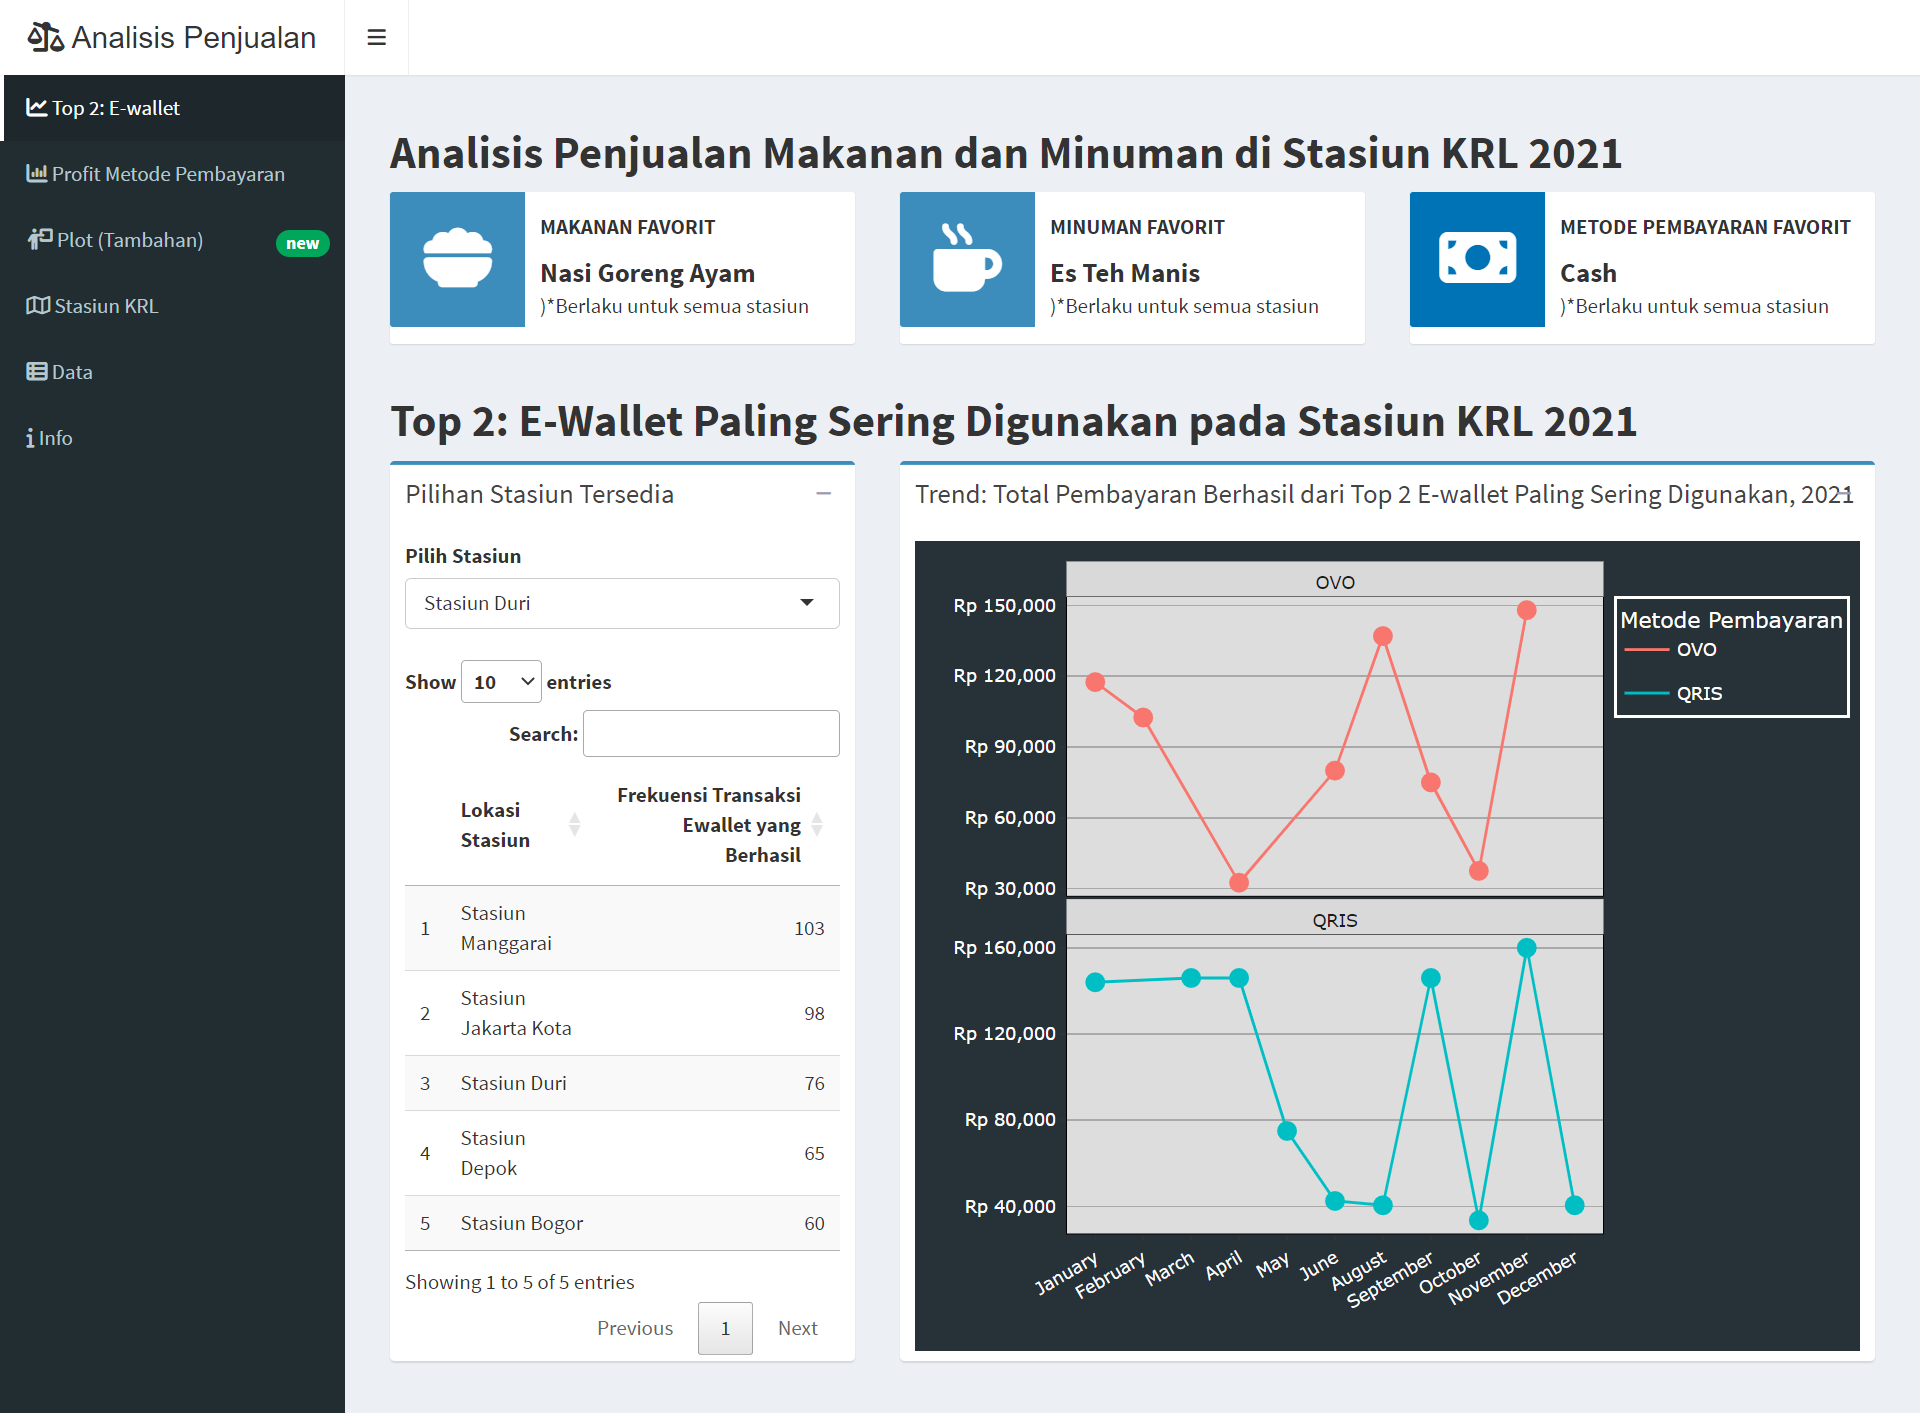 Analisis Penjualan
Top 2: E-wallet
Profit Metode Pembayaran
Plot (Tambahan) new
Stasiun KRL
Data
Info
Analisis Penjualan Makanan dan Minuman di Stasiun KRL 2021
MAKANAN FAVORIT
Nasi Goreng Ayam
)*Berlaku untuk semua stasiun
MINUMAN FAVORIT
Es Teh Manis
)*Berlaku untuk semua stasiun
METODE PEMBAYARAN FAVORIT
Cash
)*Berlaku untuk semua stasiun
Top 2: E-Wallet Paling Sering Digunakan pada Stasiun KRL 2021
Pilihan Stasiun Tersedia
Pilih Stasiun
Stasiun Duri
Show 10 entries
Search:
Lokasi
Stasiun
Frekuensi Transaksi
Ewallet yang
Berhasil
1 Stasiun
Manggarai 103
2 Stasiun
Jakarta Kota 98
3 Stasiun Duri 76
4 Stasiun
Depok 65
5 Stasiun Bogor 60
Showing 1 to 5 of 5 entries
Previous 1 Next
Trend: Total Pembayaran Berhasil dari Top 2 E-wallet Paling Sering Digunakan, 2021
OVO
Rp 150,000
Rp 120,000
Rp 90,000
Rp 60,000
Rp 30,000
QRIS
Rp 160,000
Rp 120,000
Rp 80,000
Rp 40,000
January
February
March
April
May
June
August
September
October
November
December
Metode Pembayaran
OVO
QRIS